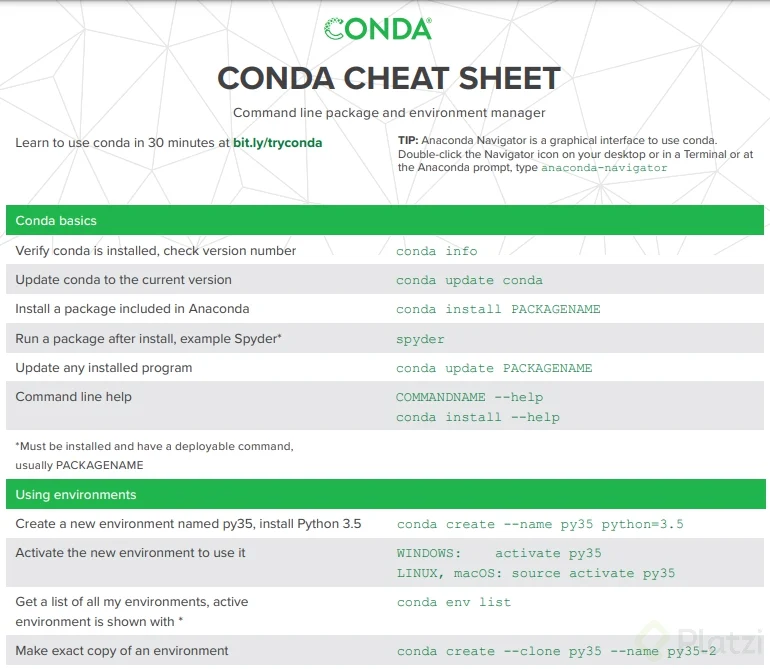 CONDA®
CONDA CHEAT SHEET
Command line package and environment manager
Learn to use conda in 30 minutes at bit.ly/tryconda
TIP: Anaconda Navigator is a graphical interface to use conda.
Double-click the Navigator icon on your desktop or in a Terminal or at
the Anaconda prompt, type anaconda-navigator
Conda basics
Verify conda is installed, check version number conda info
Update conda to the current version conda update conda
Install a package included in Anaconda conda install PACKAGENAME
Run a package after install, example Spyder* spyder
Update any installed program conda update PACKAGENAME
Command line help COMMANDNAME --help
conda install --help
*Must be installed and have a deployable command,
usually PACKAGENAME
Using environments
Create a new environment named py35, install Python 3.5 conda create --name py35 python=3.5
Activate the new environment to use it WINDOWS: activate py35
LINUX, macOS: source activate py35
Get a list of all my environments, active conda env list
environment is shown with *
Make exact copy of an environment conda create --clone py35 --name py35-2
Platzi